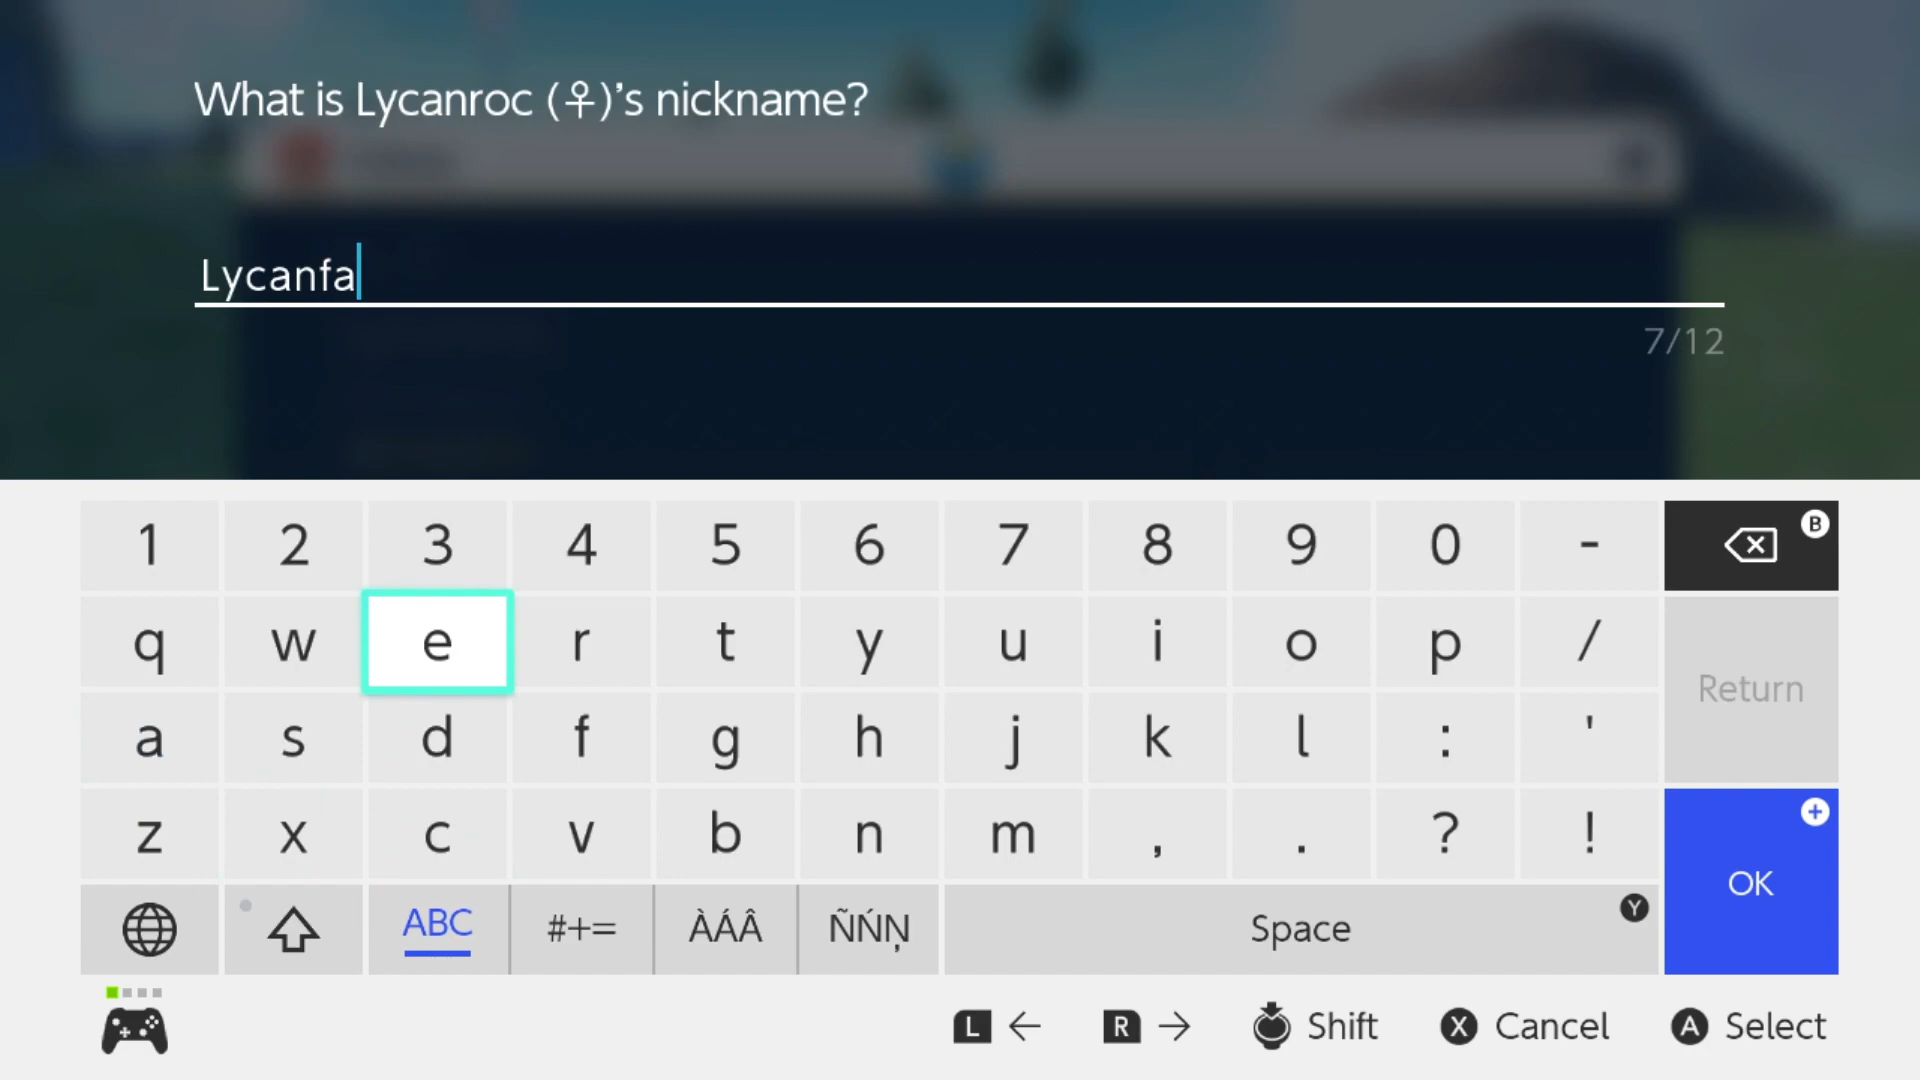 What is Lycanroc (♀)'s nickname?
Lycanfa
7/12
1 2 3 4 5 6 7 8 9 0 - B
q w e r t y u i o p / Return
a s d f g h j k l : '
z x c v b n m , . ? ! + OK
ABC #+= ÀÁÂ ÑŃŅ Space Y
L ← R → Shift X Cancel A Select